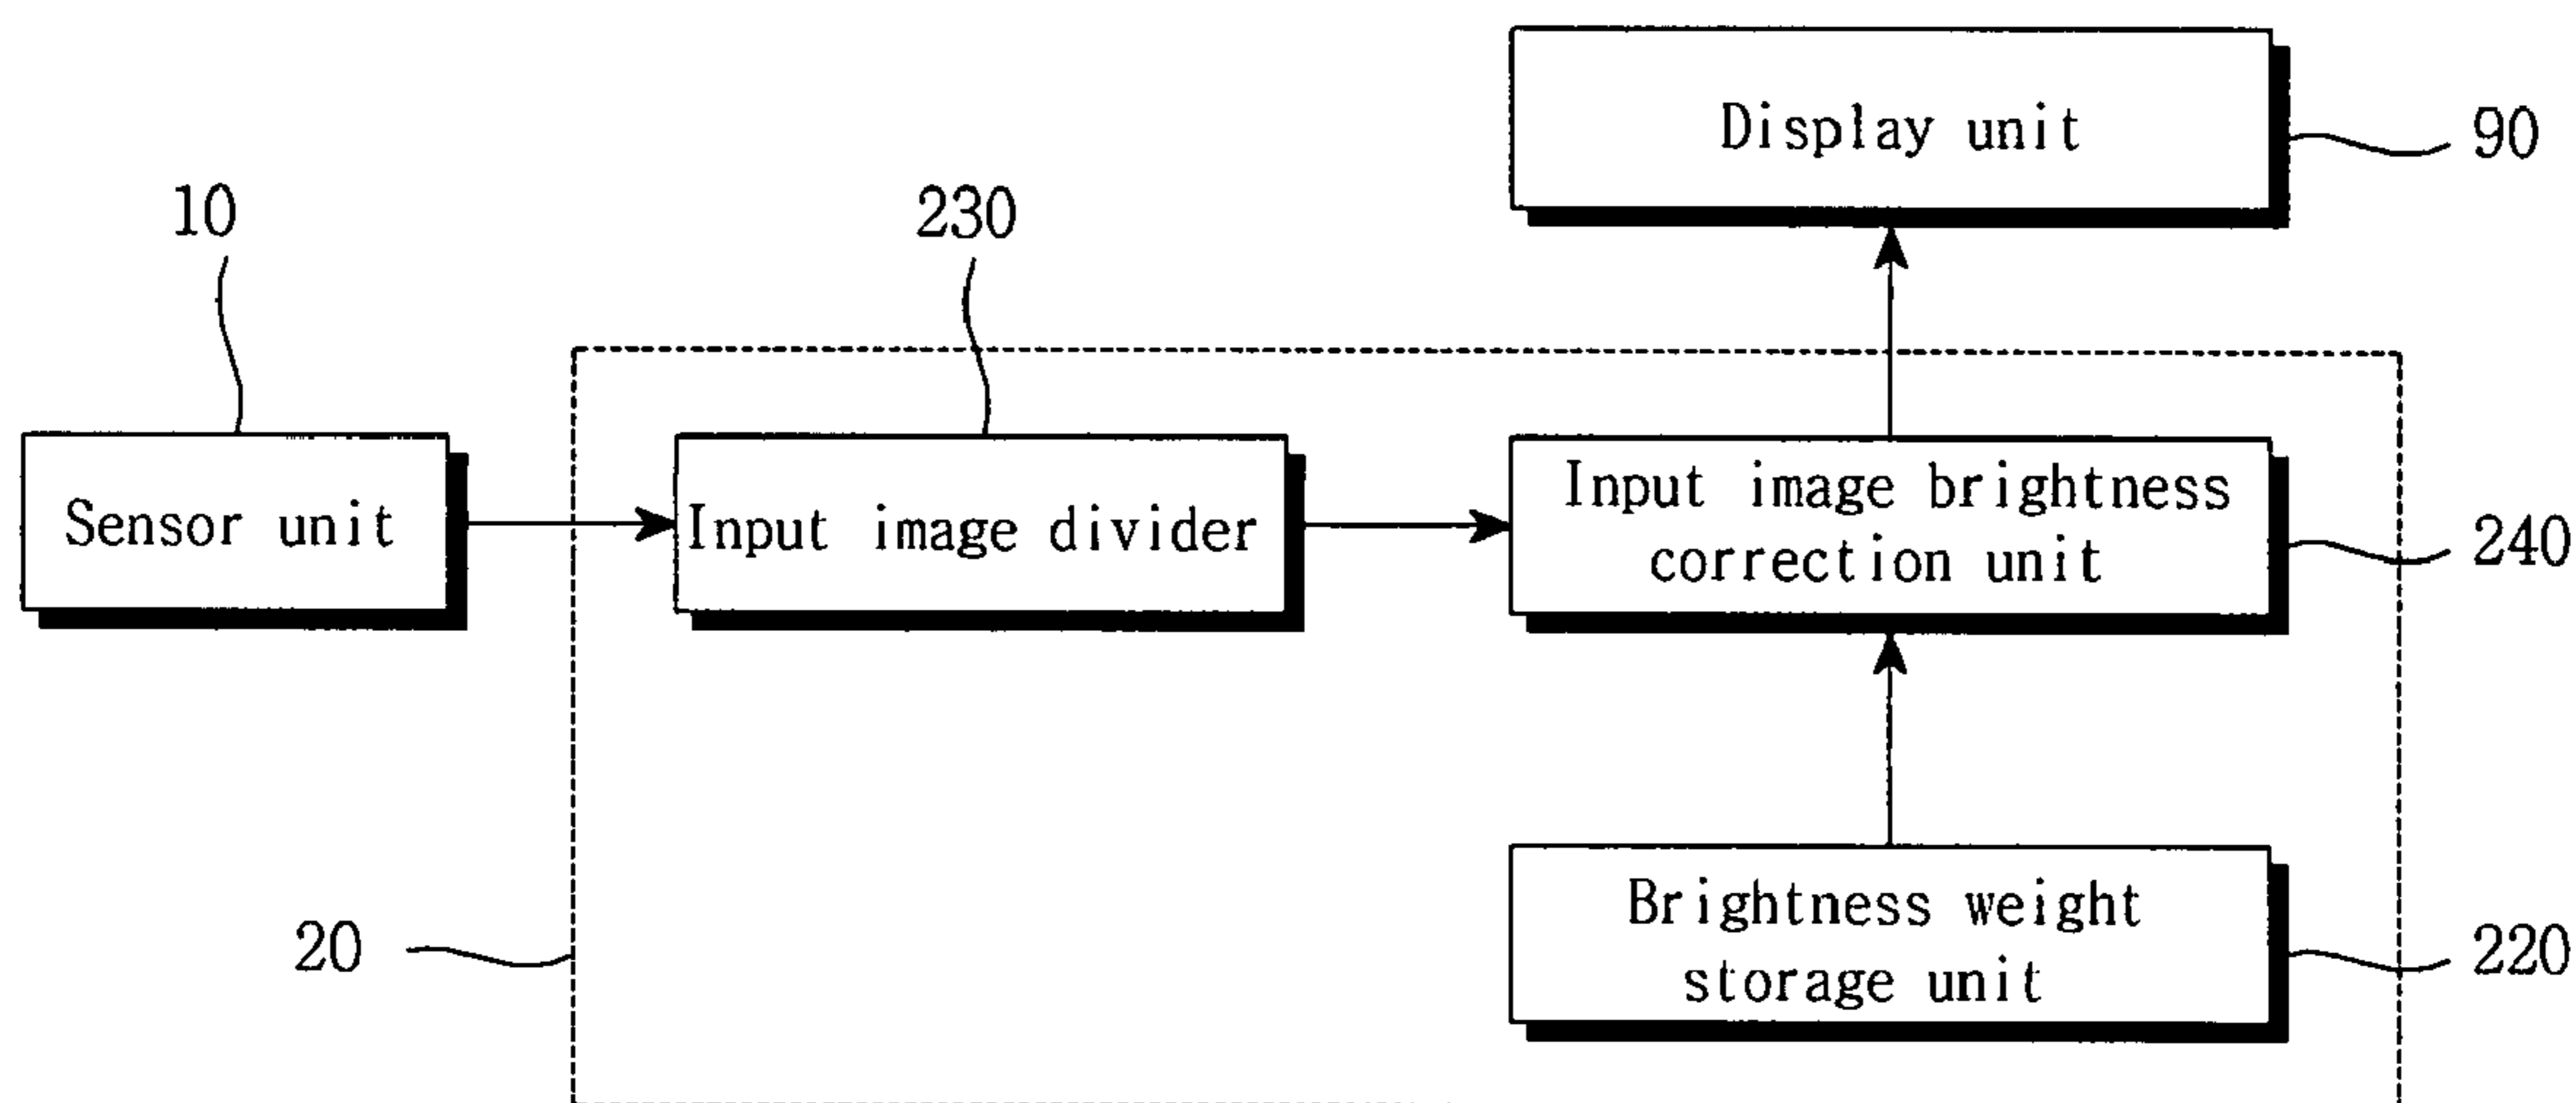 Display unit
90
10
230
Sensor unit
Input image divider
Input image brightness
correction unit
240
20
Brightness weight
storage unit
220